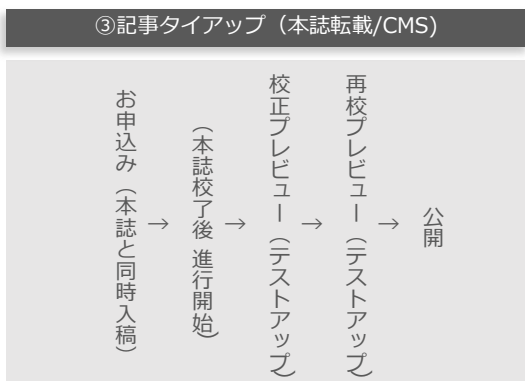 ③記事タイアップ（本誌転載/CMS)
お申込み（本誌と同時入稿）
→
（本誌校了後 進行開始）
→
校正プレビュー（テストアップ）
→
再校プレビュー（テストアップ）
→
公開